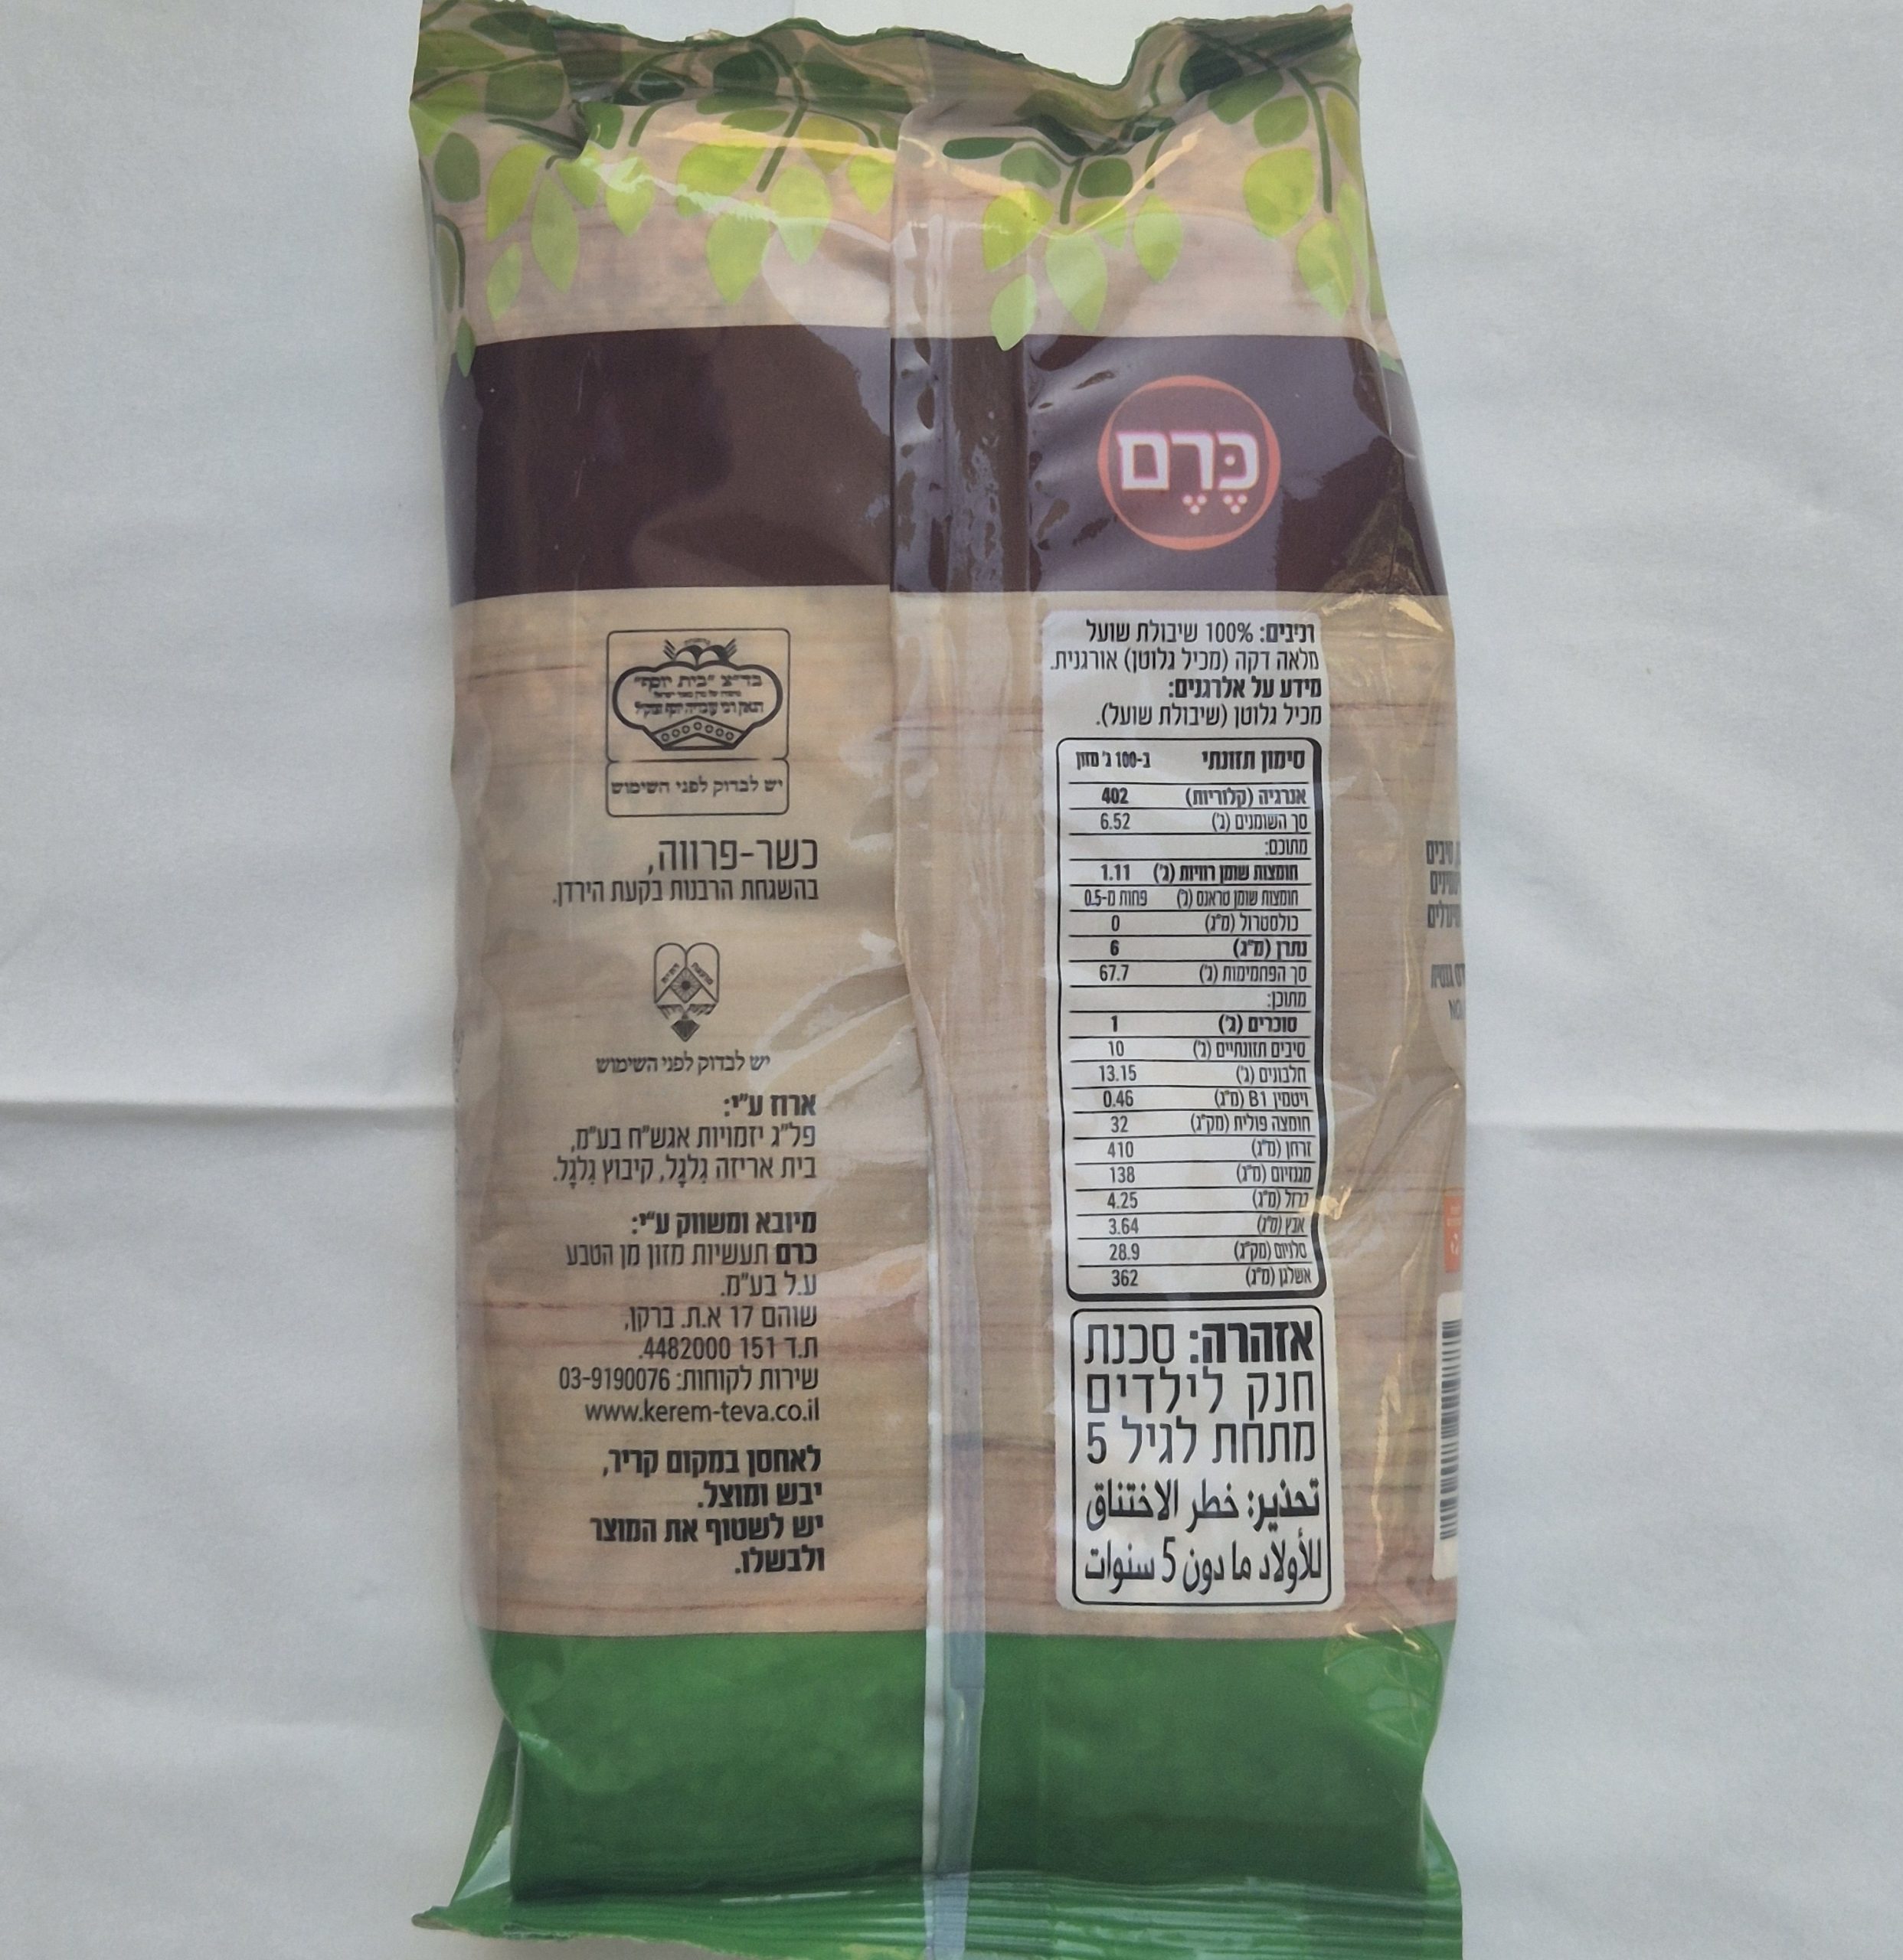 כֶּרֶם
רכיבים: 100% שיבולת שועל
מלאה דקה (מכיל גלוטן) אורגנית.
מידע על אלרגנים:
מכיל גלוטן (שיבולת שועל).
סימון תזונתי ב-100 ג' מזון
אנרגיה (קלוריות) 402
סך השומנים (ג') 6.52
מתוכם:
חומצות שומן רוויות (ג') 1.11
חומצות שומן טראנס (ג') פחות מ-0.5
כולסטרול (מ"ג) 0
נתרן (מ"ג) 6
סך הפחמימות (ג') 67.7
מתוכן:
סוכרים (ג') 1
סיבים תזונתיים (ג') 10
חלבונים (ג') 13.15
ויטמין B1 (מ"ג) 0.46
חומצה פולית (מק"ג) 32
זרחן (מ"ג) 410
מגנזיום (מ"ג) 138
ברזל (מ"ג) 4.25
אבץ (מ"ג) 3.64
סלניום (מק"ג) 28.9
אשלגן (מ"ג) 362
אזהרה: סכנת
חנק לילדים
מתחת לגיל 5
تحذير: خطر الاختناق
للأولاد ما دون 5 سنوات
בד"צ "בית יוסף"
יש לבדוק לפני השימוש
כשר-פרווה,
בהשגחת הרבנות בקעת הירדן.
יש לבדוק לפני השימוש
ארוז ע"י:
פל"ג יזמויות אגש"ח בע"מ,
בית אריזה גִלגָל, קיבוץ גִלגָל.
מיובא ומשווק ע"י:
כרם תעשיות מזון מן הטבע
ע.ל בע"מ.
שוהם 17 א.ת. ברקן,
ת.ד 151 4482000.
שירות לקוחות: 03-9190076
www.kerem-teva.co.il
לאחסן במקום קריר,
יבש ומוצל.
יש לשטוף את המוצר
ולבשלו.